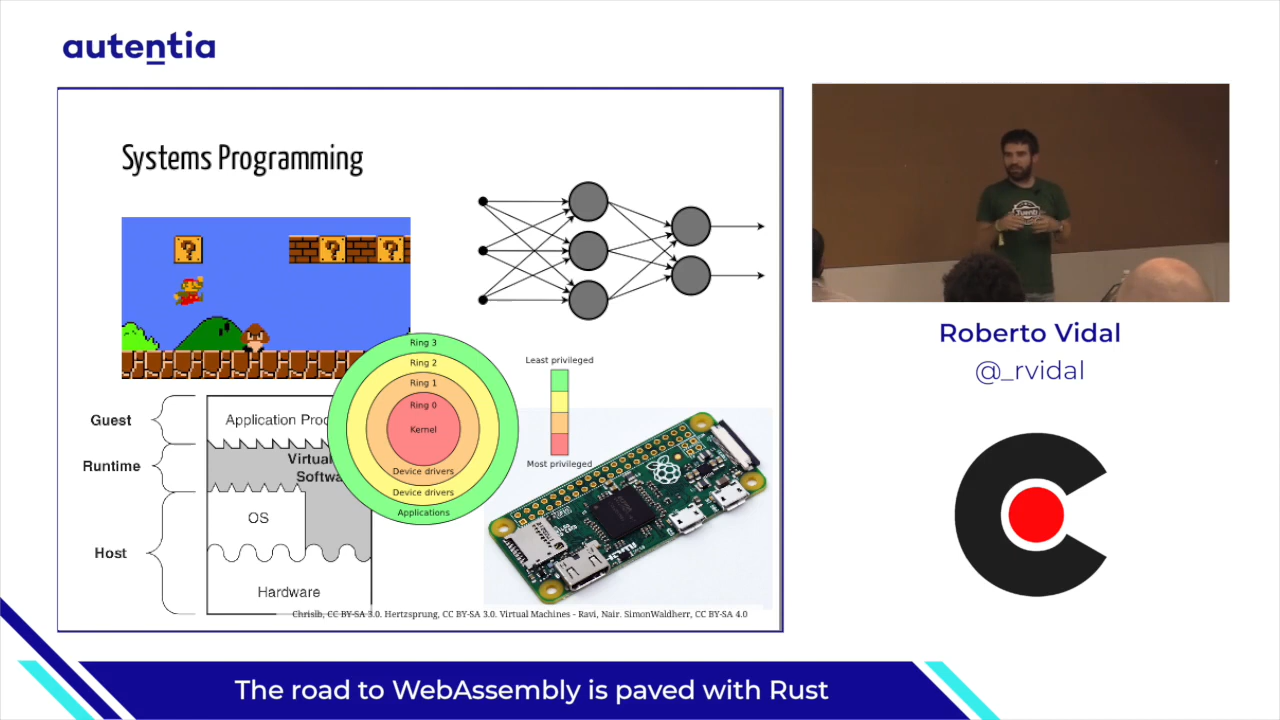 autentia
Systems Programming
?
?
?
Ring 3
Ring 2
Ring 1
Ring 0
Kernel
Device drivers
Device drivers
Applications
Least privileged
Most privileged
Guest
Runtime
Host
Application Proc
Virtual
Softwa
OS
Hardware
Chrislb, CC BY-SA 3.0. Hertzsprung, CC BY-SA 3.0. Virtual Machines - Ravi, Nair. SimonWaldherr, CC BY-SA 4.0
Tuenti
Roberto Vidal
@_rvidal
The road to WebAssembly is paved with Rust